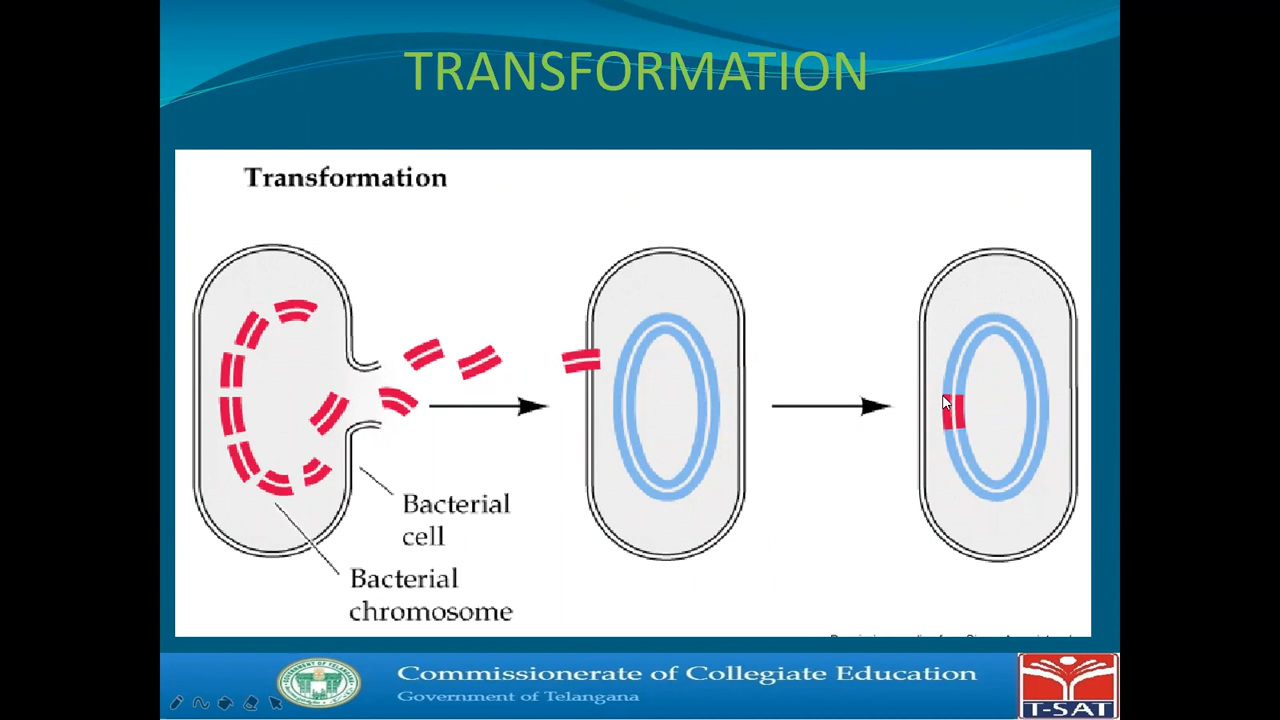 TRANSFORMATION
Transformation
Bacterial
cell
Bacterial
chromosome
Commissionerate of Collegiate Education
Government of Telangana
T-SAT